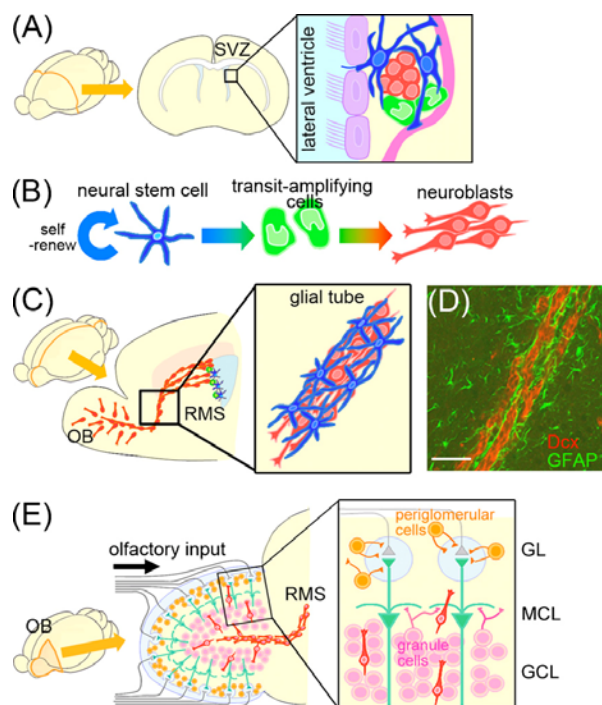 (A)
SVZ
lateral ventricle
(B)
neural stem cell
transit-amplifying
cells
neuroblasts
self
-renew
(C)
glial tube
(D)
OB
RMS
Dcx
GFAP
(E)
olfactory input
OB
RMS
periglomerular
cells
GL
MCL
granule
cells
GCL